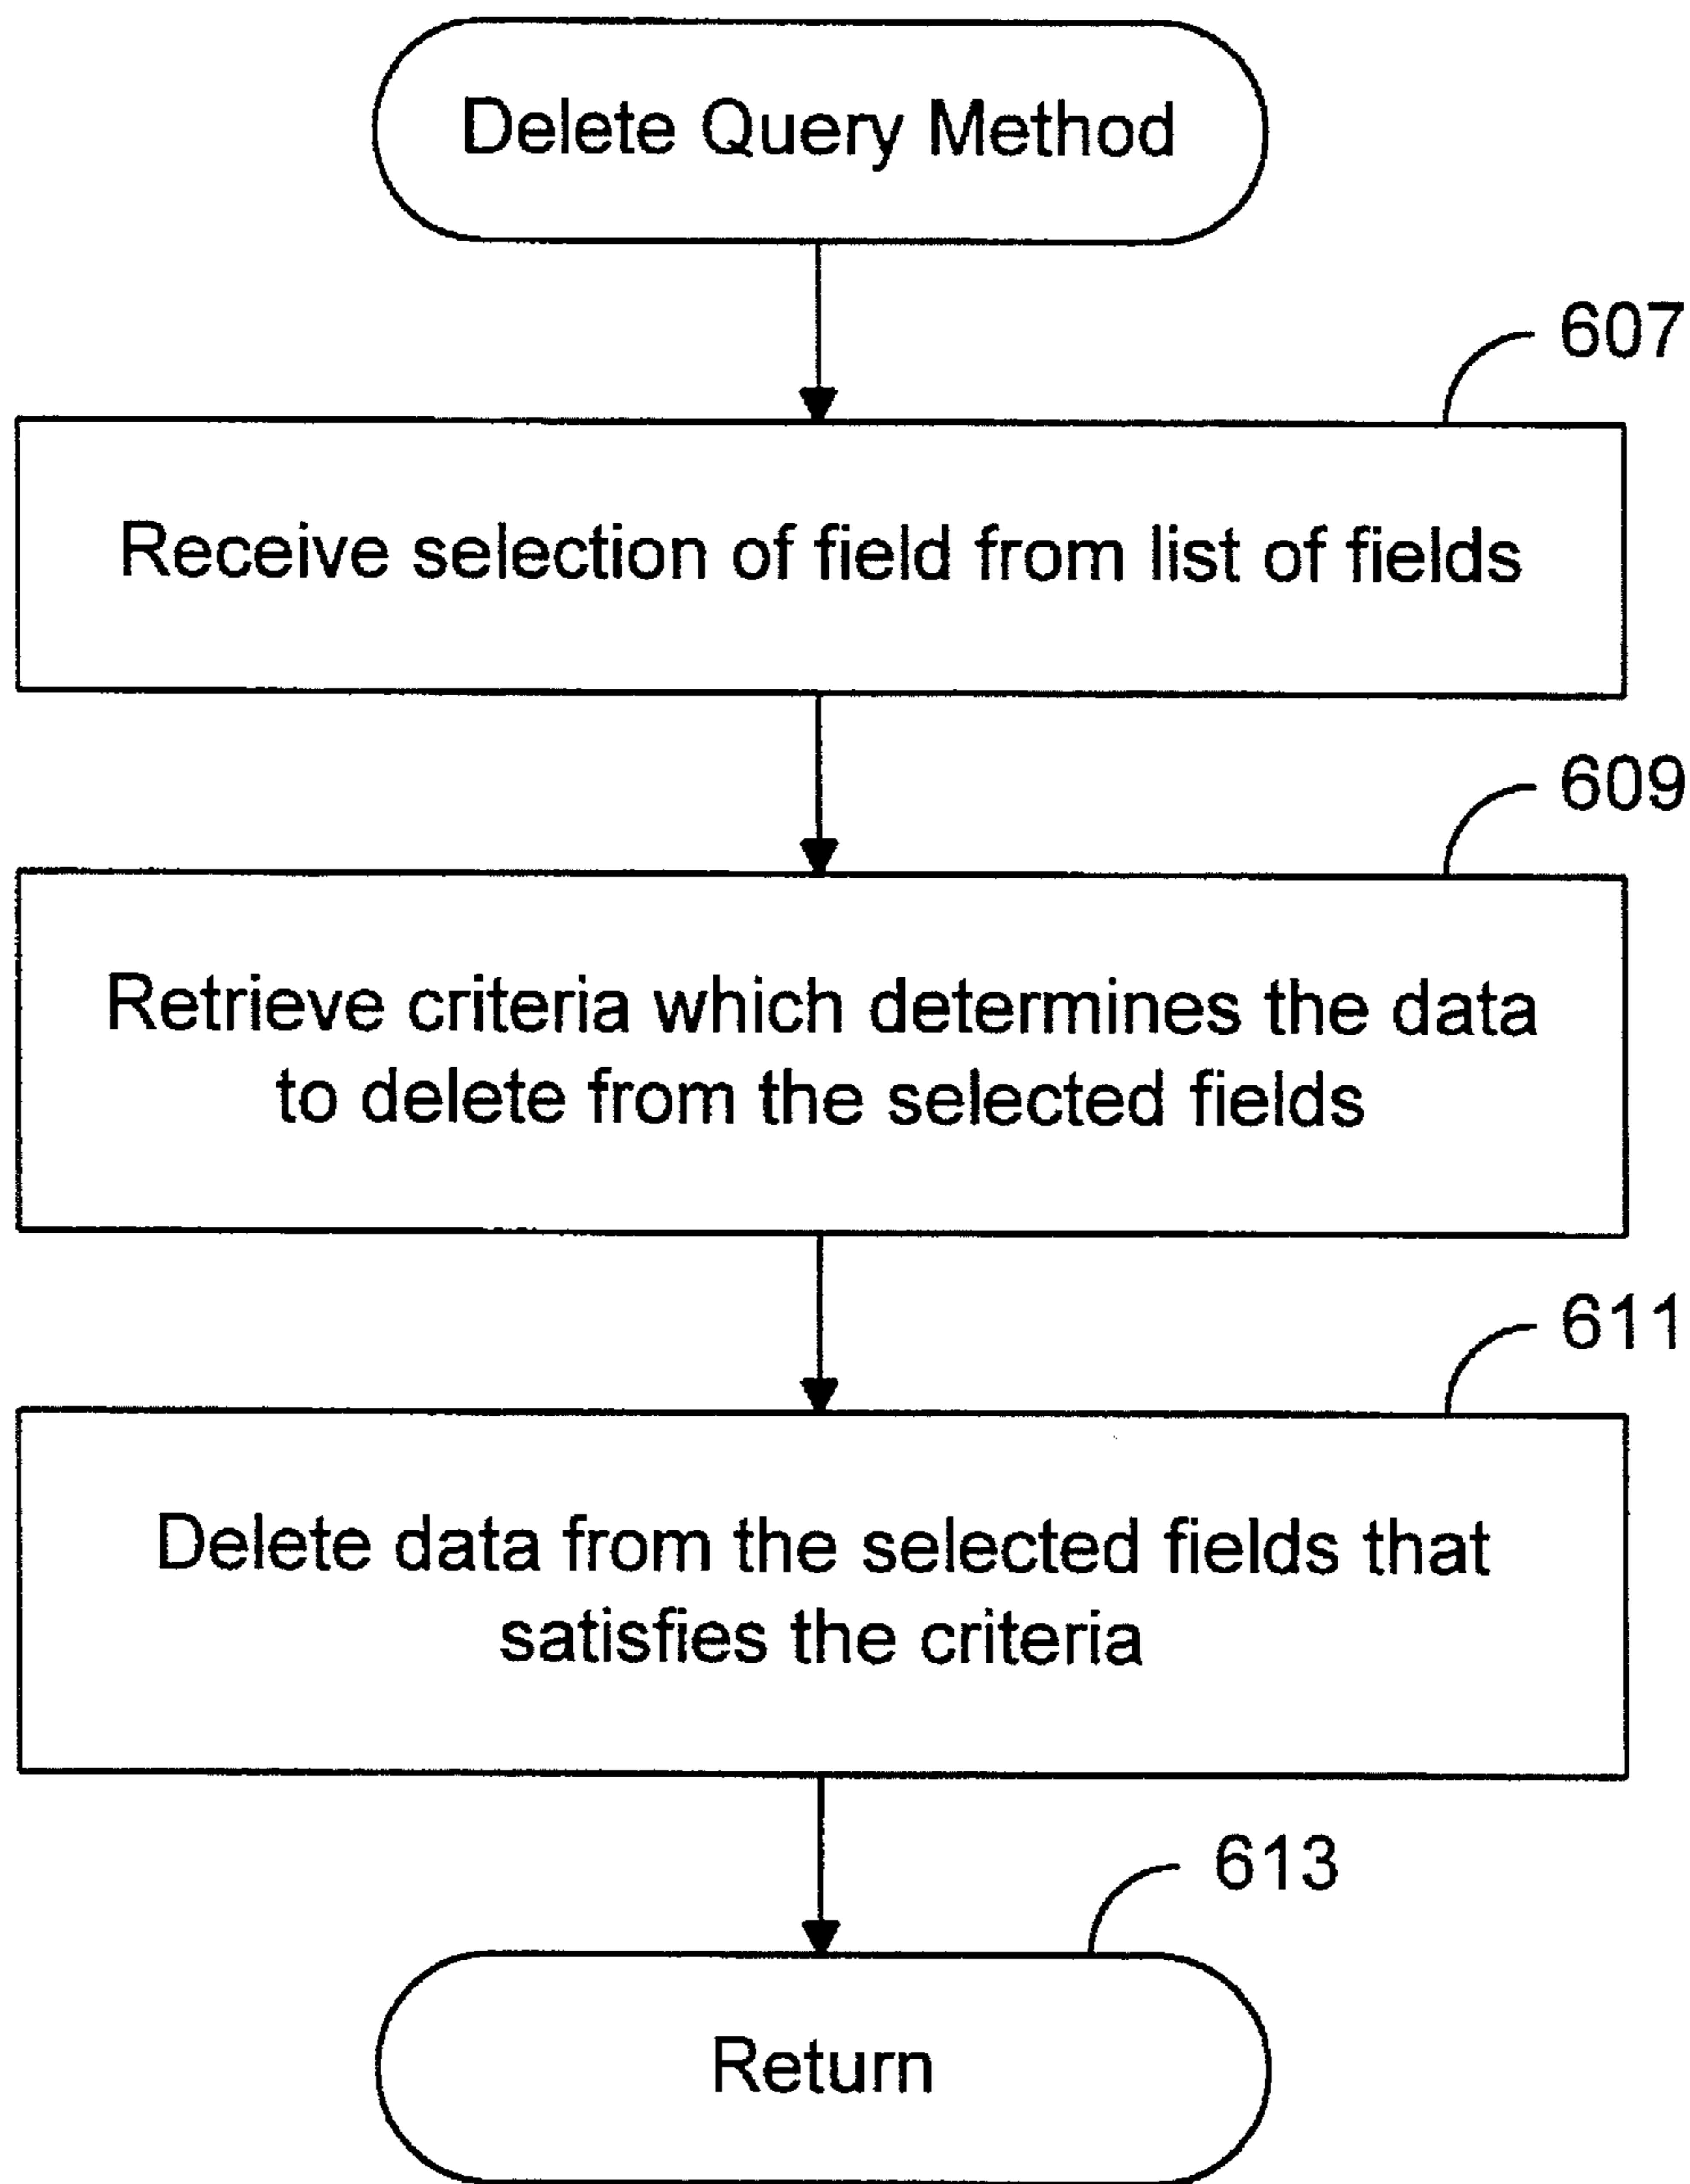 Delete Query Method
607
Receive selection of field from list of fields
609
Retrieve criteria which determines the data
to delete from the selected fields
611
Delete data from the selected fields that
satisfies the criteria
613
Return